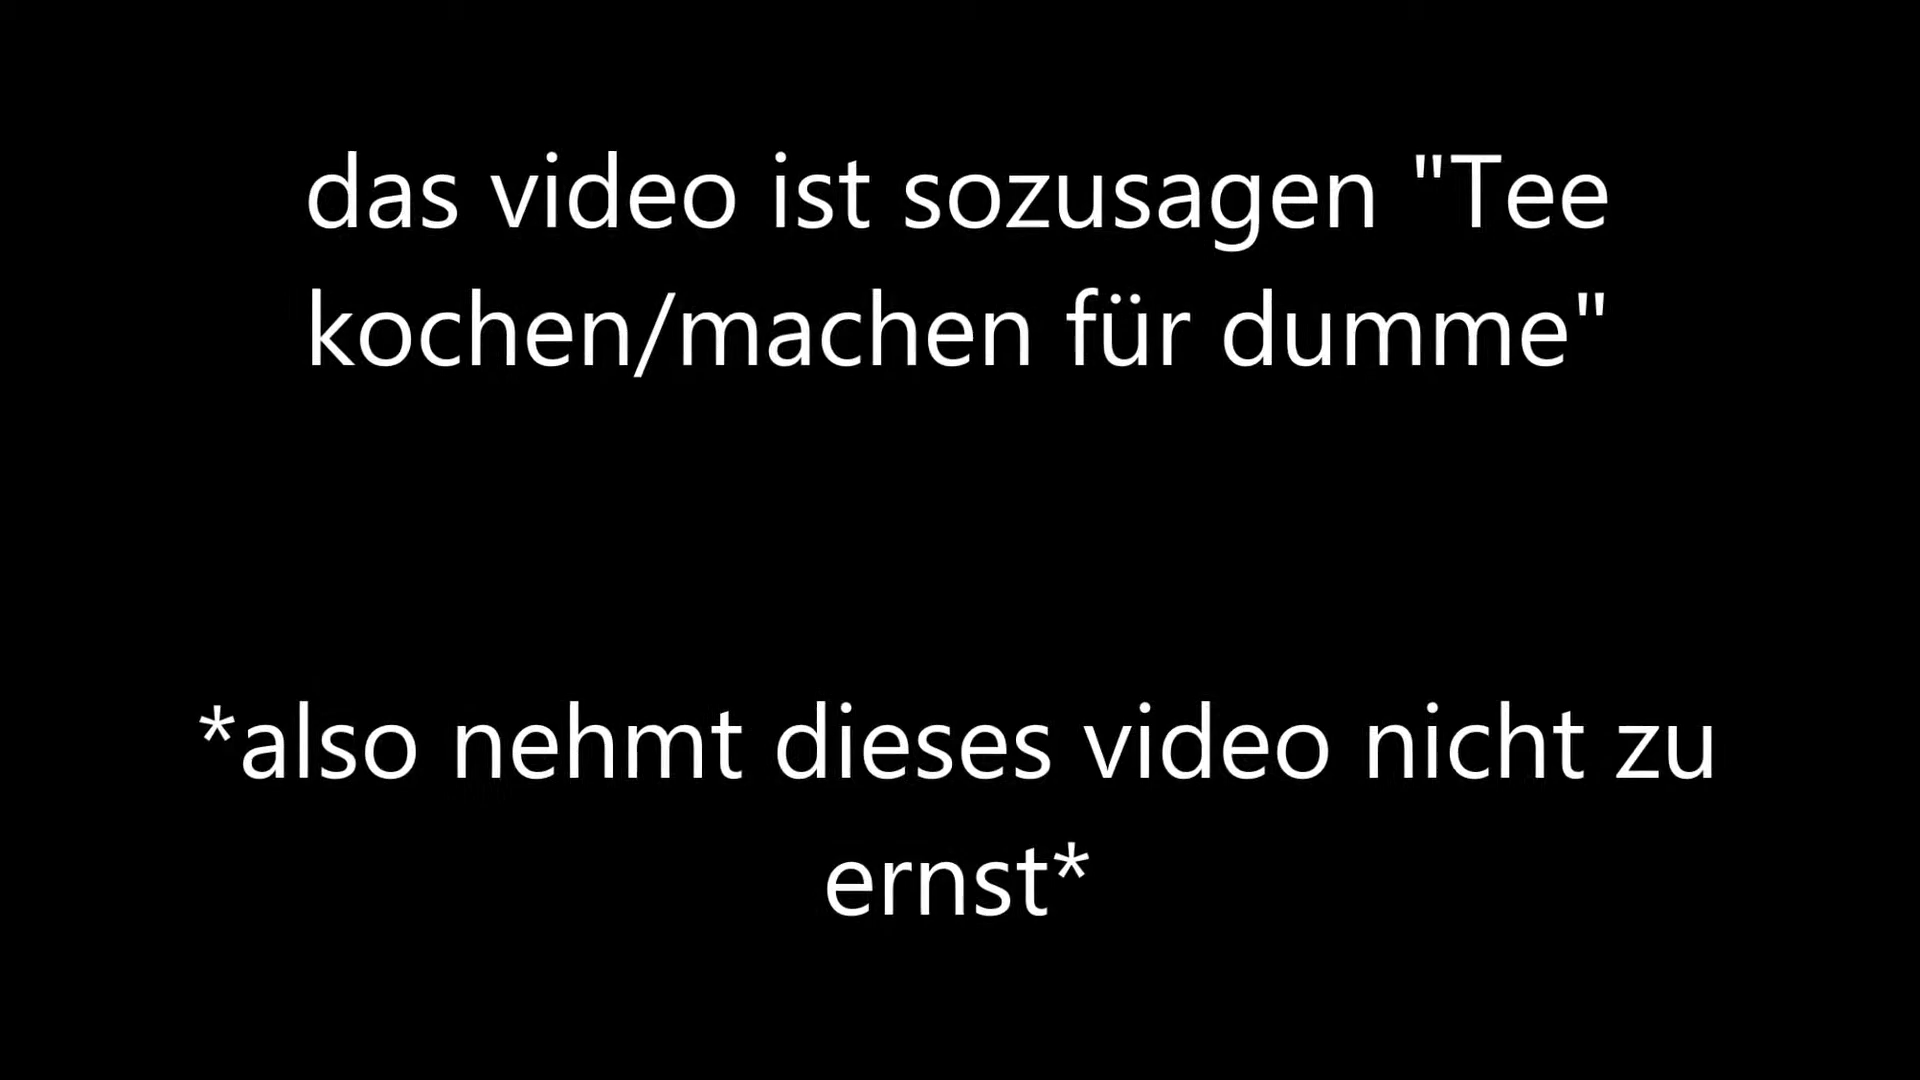 das video ist sozusagen "Tee
kochen/machen für dumme"
*also nehmt dieses video nicht zu
ernst*